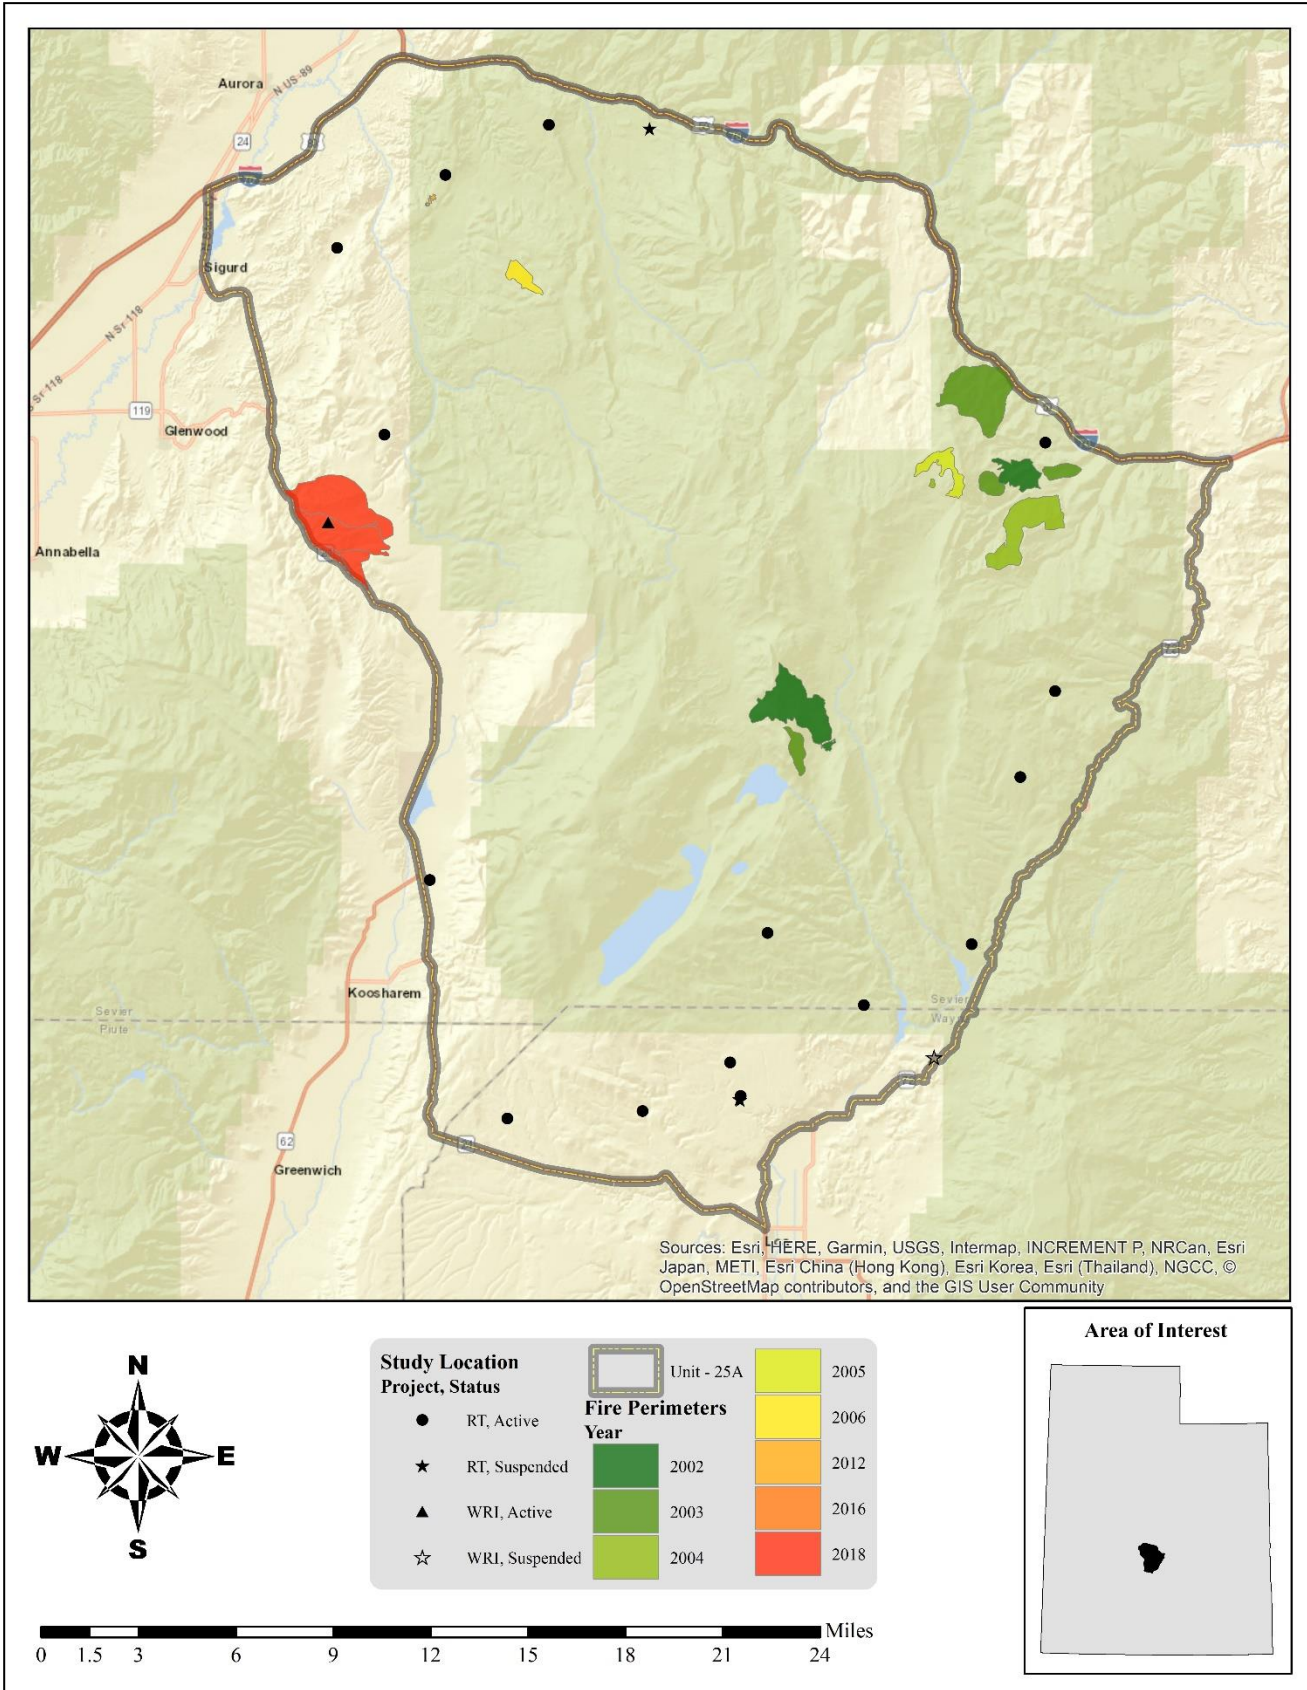 Aurora
N US-89
24
Sigurd
N Sr 118
119
Glenwood
Annabella
Koosharem
Sevier
Piute
Sevier
62
Greenwich
Sources: Esri, HERE, Garmin, USGS, Intermap, INCREMENT P, NRCan, Esri
Japan, METI, Esri China (Hong Kong), Esri Korea, Esri (Thailand), NGCC, ©
OpenStreetMap contributors, and the GIS User Community
N
W
E
S
Study Location
Project, Status
RT, Active
RT, Suspended
WRI, Active
WRI, Suspended
Unit - 25A
Fire Perimeters
Year
2002
2003
2004
2005
2006
2012
2016
2018
Area of Interest
Miles
0 1.5 3 6 9 12 15 18 21 24